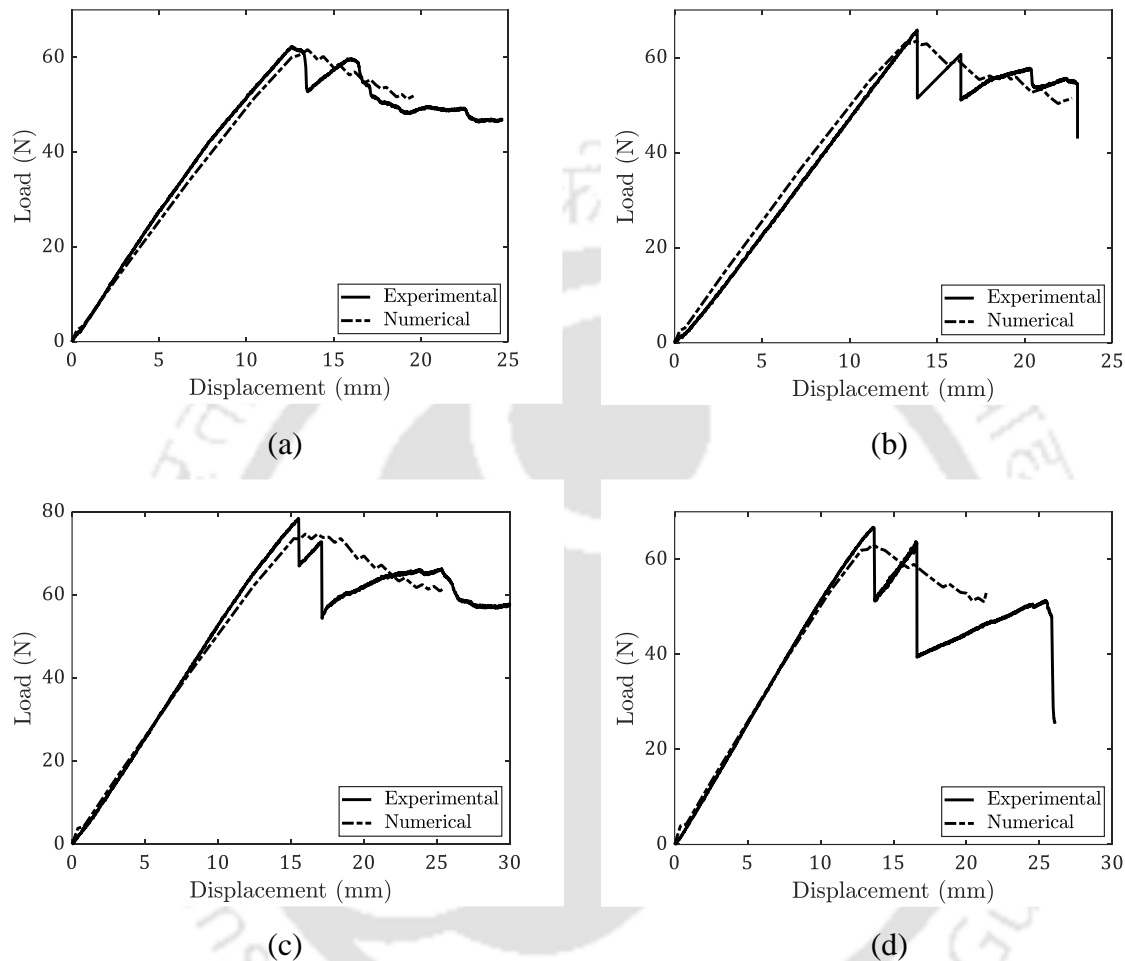 60
40
20
0
Load (N)
0 5 10 15 20 25
Displacement (mm)
Experimental
Numerical
(a)
60
40
20
0
Load (N)
0 5 10 15 20 25
Displacement (mm)
Experimental
Numerical
(b)
80
60
40
20
0
Load (N)
0 5 10 15 20 25 30
Displacement (mm)
Experimental
Numerical
(c)
60
40
20
0
Load (N)
0 5 10 15 20 25 30
Displacement (mm)
Experimental
Numerical
(d)